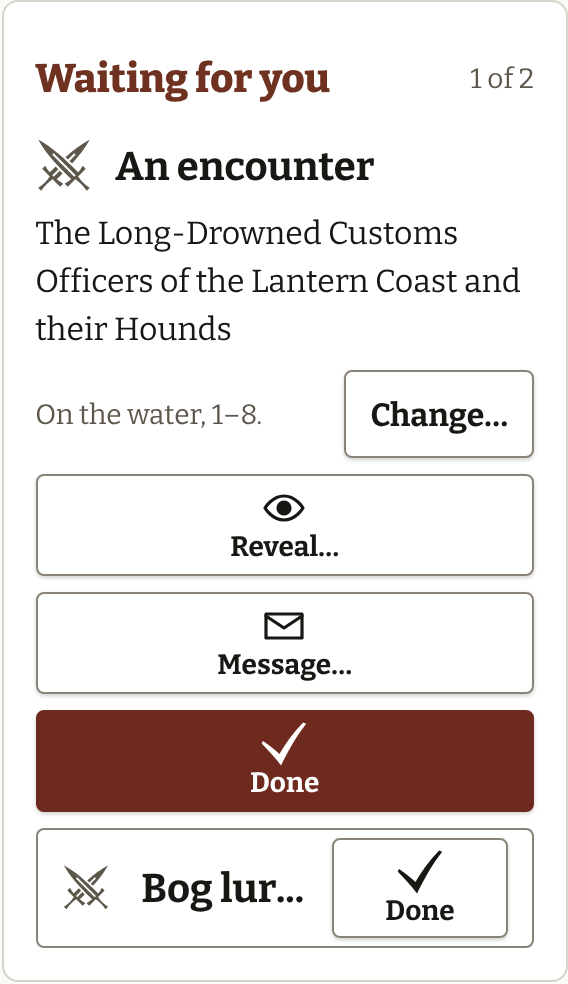 Waiting for you
1 of 2
An encounter
The Long-Drowned Customs
Officers of the Lantern Coast and
their Hounds
On the water, 1–8.
Change...
Reveal...
Message...
Done
Bog lur...
Done